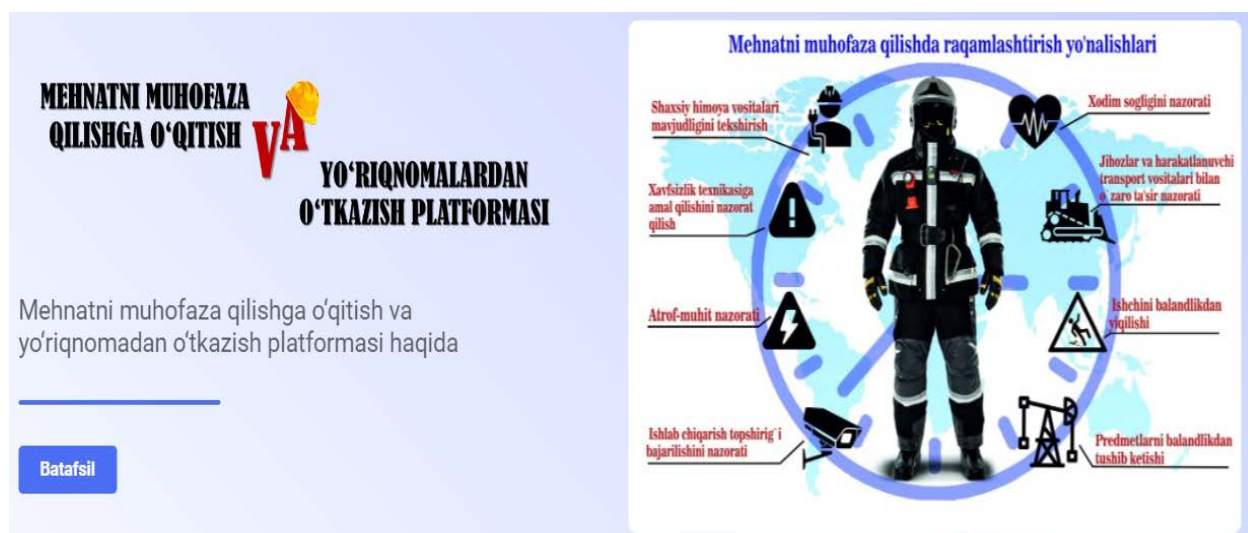 MEHNATNI MUHOFAZA
QILISHGA O‘QITISH
VA
YO‘RIQNOMALARDAN
O‘TKAZISH PLATFORMASI
Mehnatni muhofaza qilishga o‘qitish va
yo‘riqnomadan o‘tkazish platformasi haqida
Batafsil
Mehnatni muhofaza qilishda raqamlashtirish yo'nalishlari
Shaxsiy himoya vositalari
mavjudligini tekshirish
Xavfsizlik texnikasiga
amal qilishini nazorat
qilish
Atrof-muhit nazorati
Ishlab chiqarish topshirig`i
bajarilishini nazorati
Xodim sogligini nazorati
Jihozlar va harakatlanuvchi
transport vositalari bilan
o`zaro ta'sir nazorati
Ishchini balandlikdan
yiqilishi
Predmetlarni balandlikdan
tushib ketishi